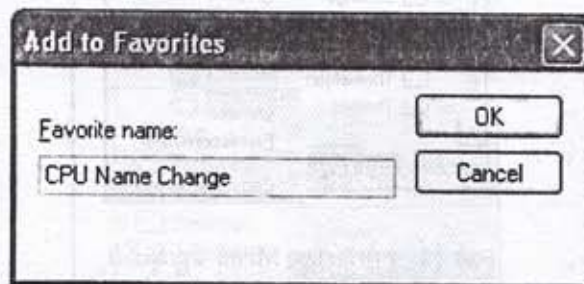 Add to Favorites
Favorite name:
OK
CPU Name Change
Cancel